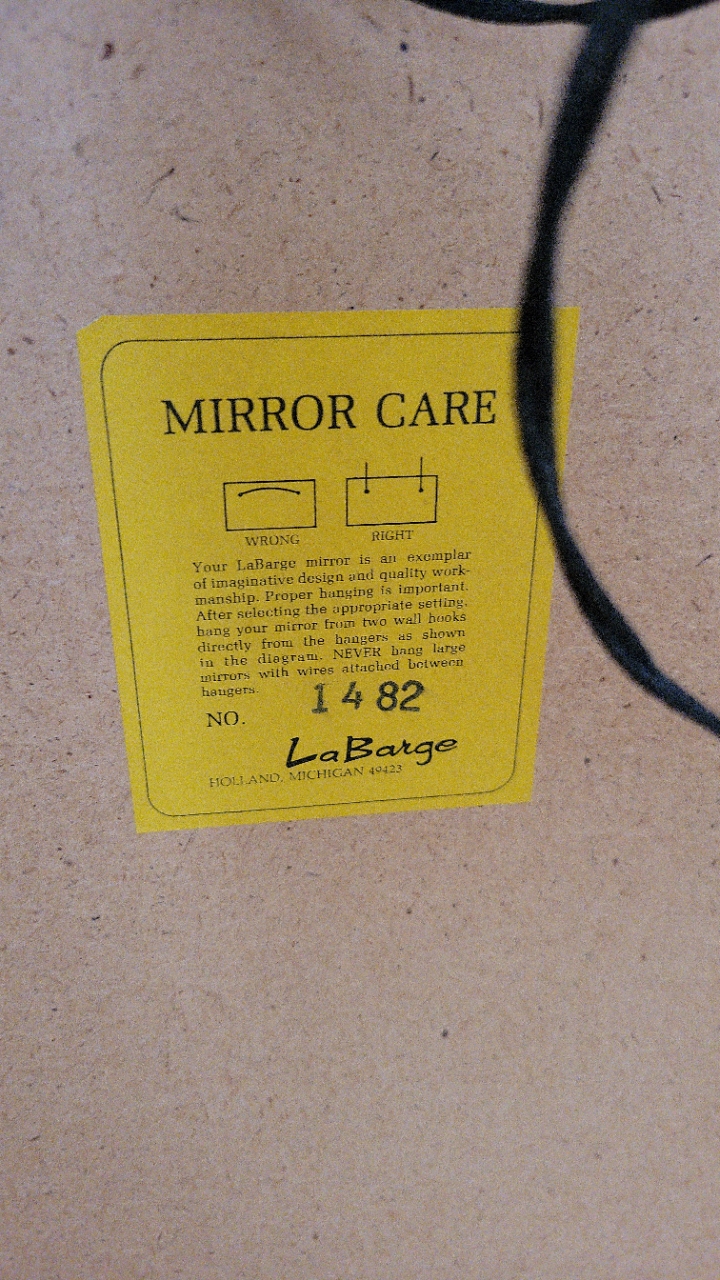 MIRROR CARE
WRONG RIGHT
Your LaBarge mirror is an exemplar
of imaginative design and quality work-
manship. Proper hanging is important.
After selecting the appropriate setting,
hang your mirror from two wall hooks
directly from the hangers as shown
in the diagram. NEVER hang large
mirrors with wires attached between
hangers.
NO. 1482
LaBarge
HOLLAND, MICHIGAN 49423